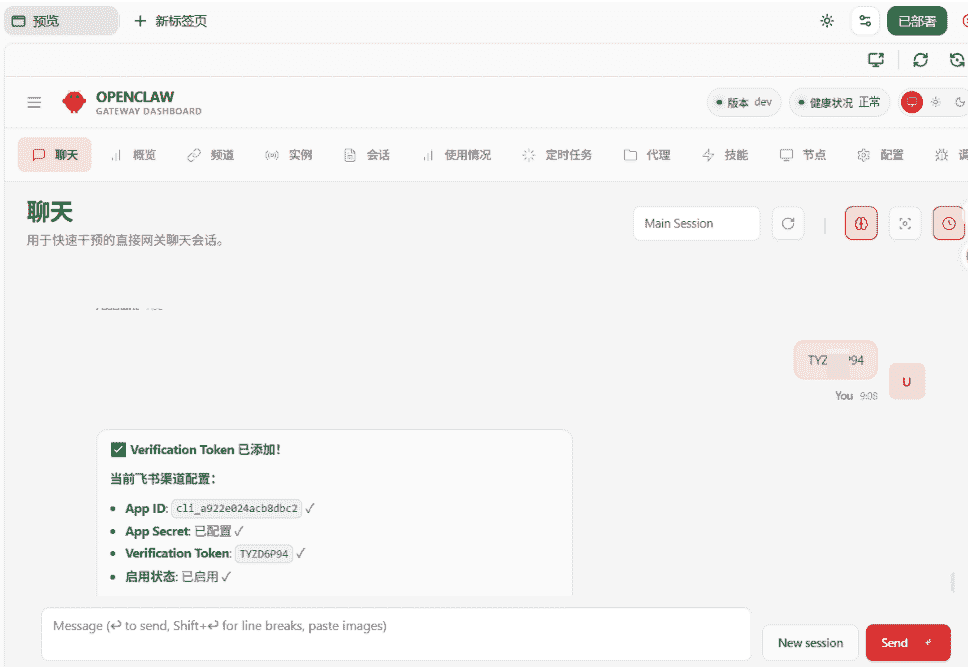 预览
新标签页
已部署
OPENCLAW
GATEWAY DASHBOARD
版本 dev
健康状况 正常
聊天
概览
频道
实例
会话
使用情况
定时任务
代理
技能
节点
配置
聊天
用于快速干预的直接网关聊天会话。
Main Session
TYZ P94
You 9:08
U
Verification Token 已添加!
当前飞书渠道配置:
App ID: cli_a922e024acb8dbc2 ✓
App Secret: 已配置 ✓
Verification Token: TYZD6P94 ✓
启用状态: 已启用 ✓
Message (↵ to send, Shift+↵ for line breaks, paste images)
New session
Send ↵